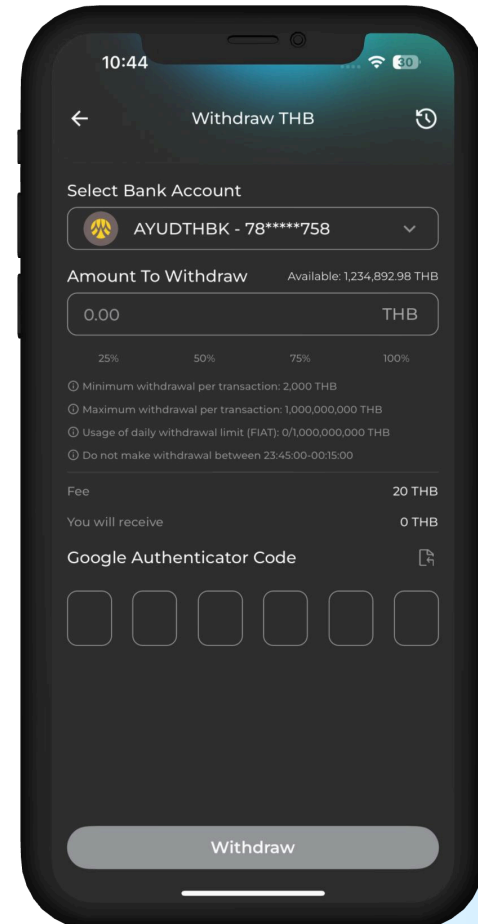 10:44
30
Withdraw THB
Select Bank Account
AYUDTHBK - 78*****758
Amount To Withdraw Available: 1,234,892.98 THB
0.00 THB
25% 50% 75% 100%
Minimum withdrawal per transaction: 2,000 THB
Maximum withdrawal per transaction: 1,000,000,000 THB
Usage of daily withdrawal limit (FIAT): 0/1,000,000,000 THB
Do not make withdrawal between 23:45:00-00:15:00
Fee 20 THB
You will receive 0 THB
Google Authenticator Code
Withdraw